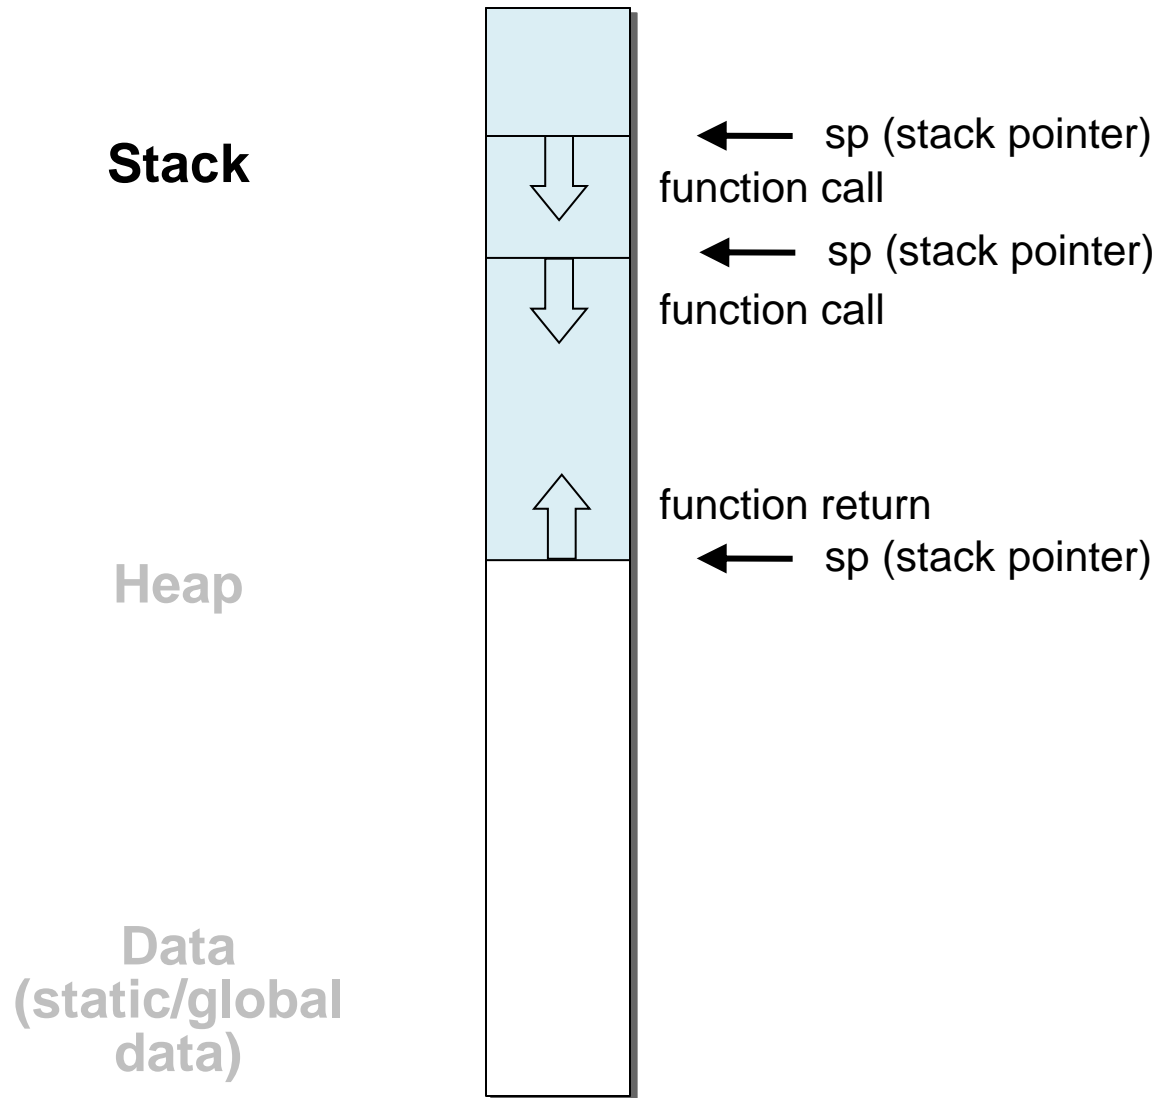 sp (stack pointer)
Stack
function call
sp (stack pointer)
function call
function return
sp (stack pointer)
Heap
Data
(static/global
data)